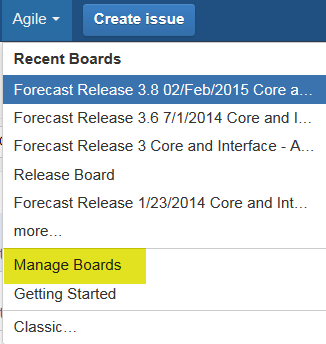 Agile Create issue
Recent Boards
Forecast Release 3.8 02/Feb/2015 Core a...
Forecast Release 3.6 7/1/2014 Core and I...
Forecast Release 3 Core and Interface - A...
Release Board
Forecast Release 1/23/2014 Core and Int...
more...
Manage Boards
Getting Started
Classic...